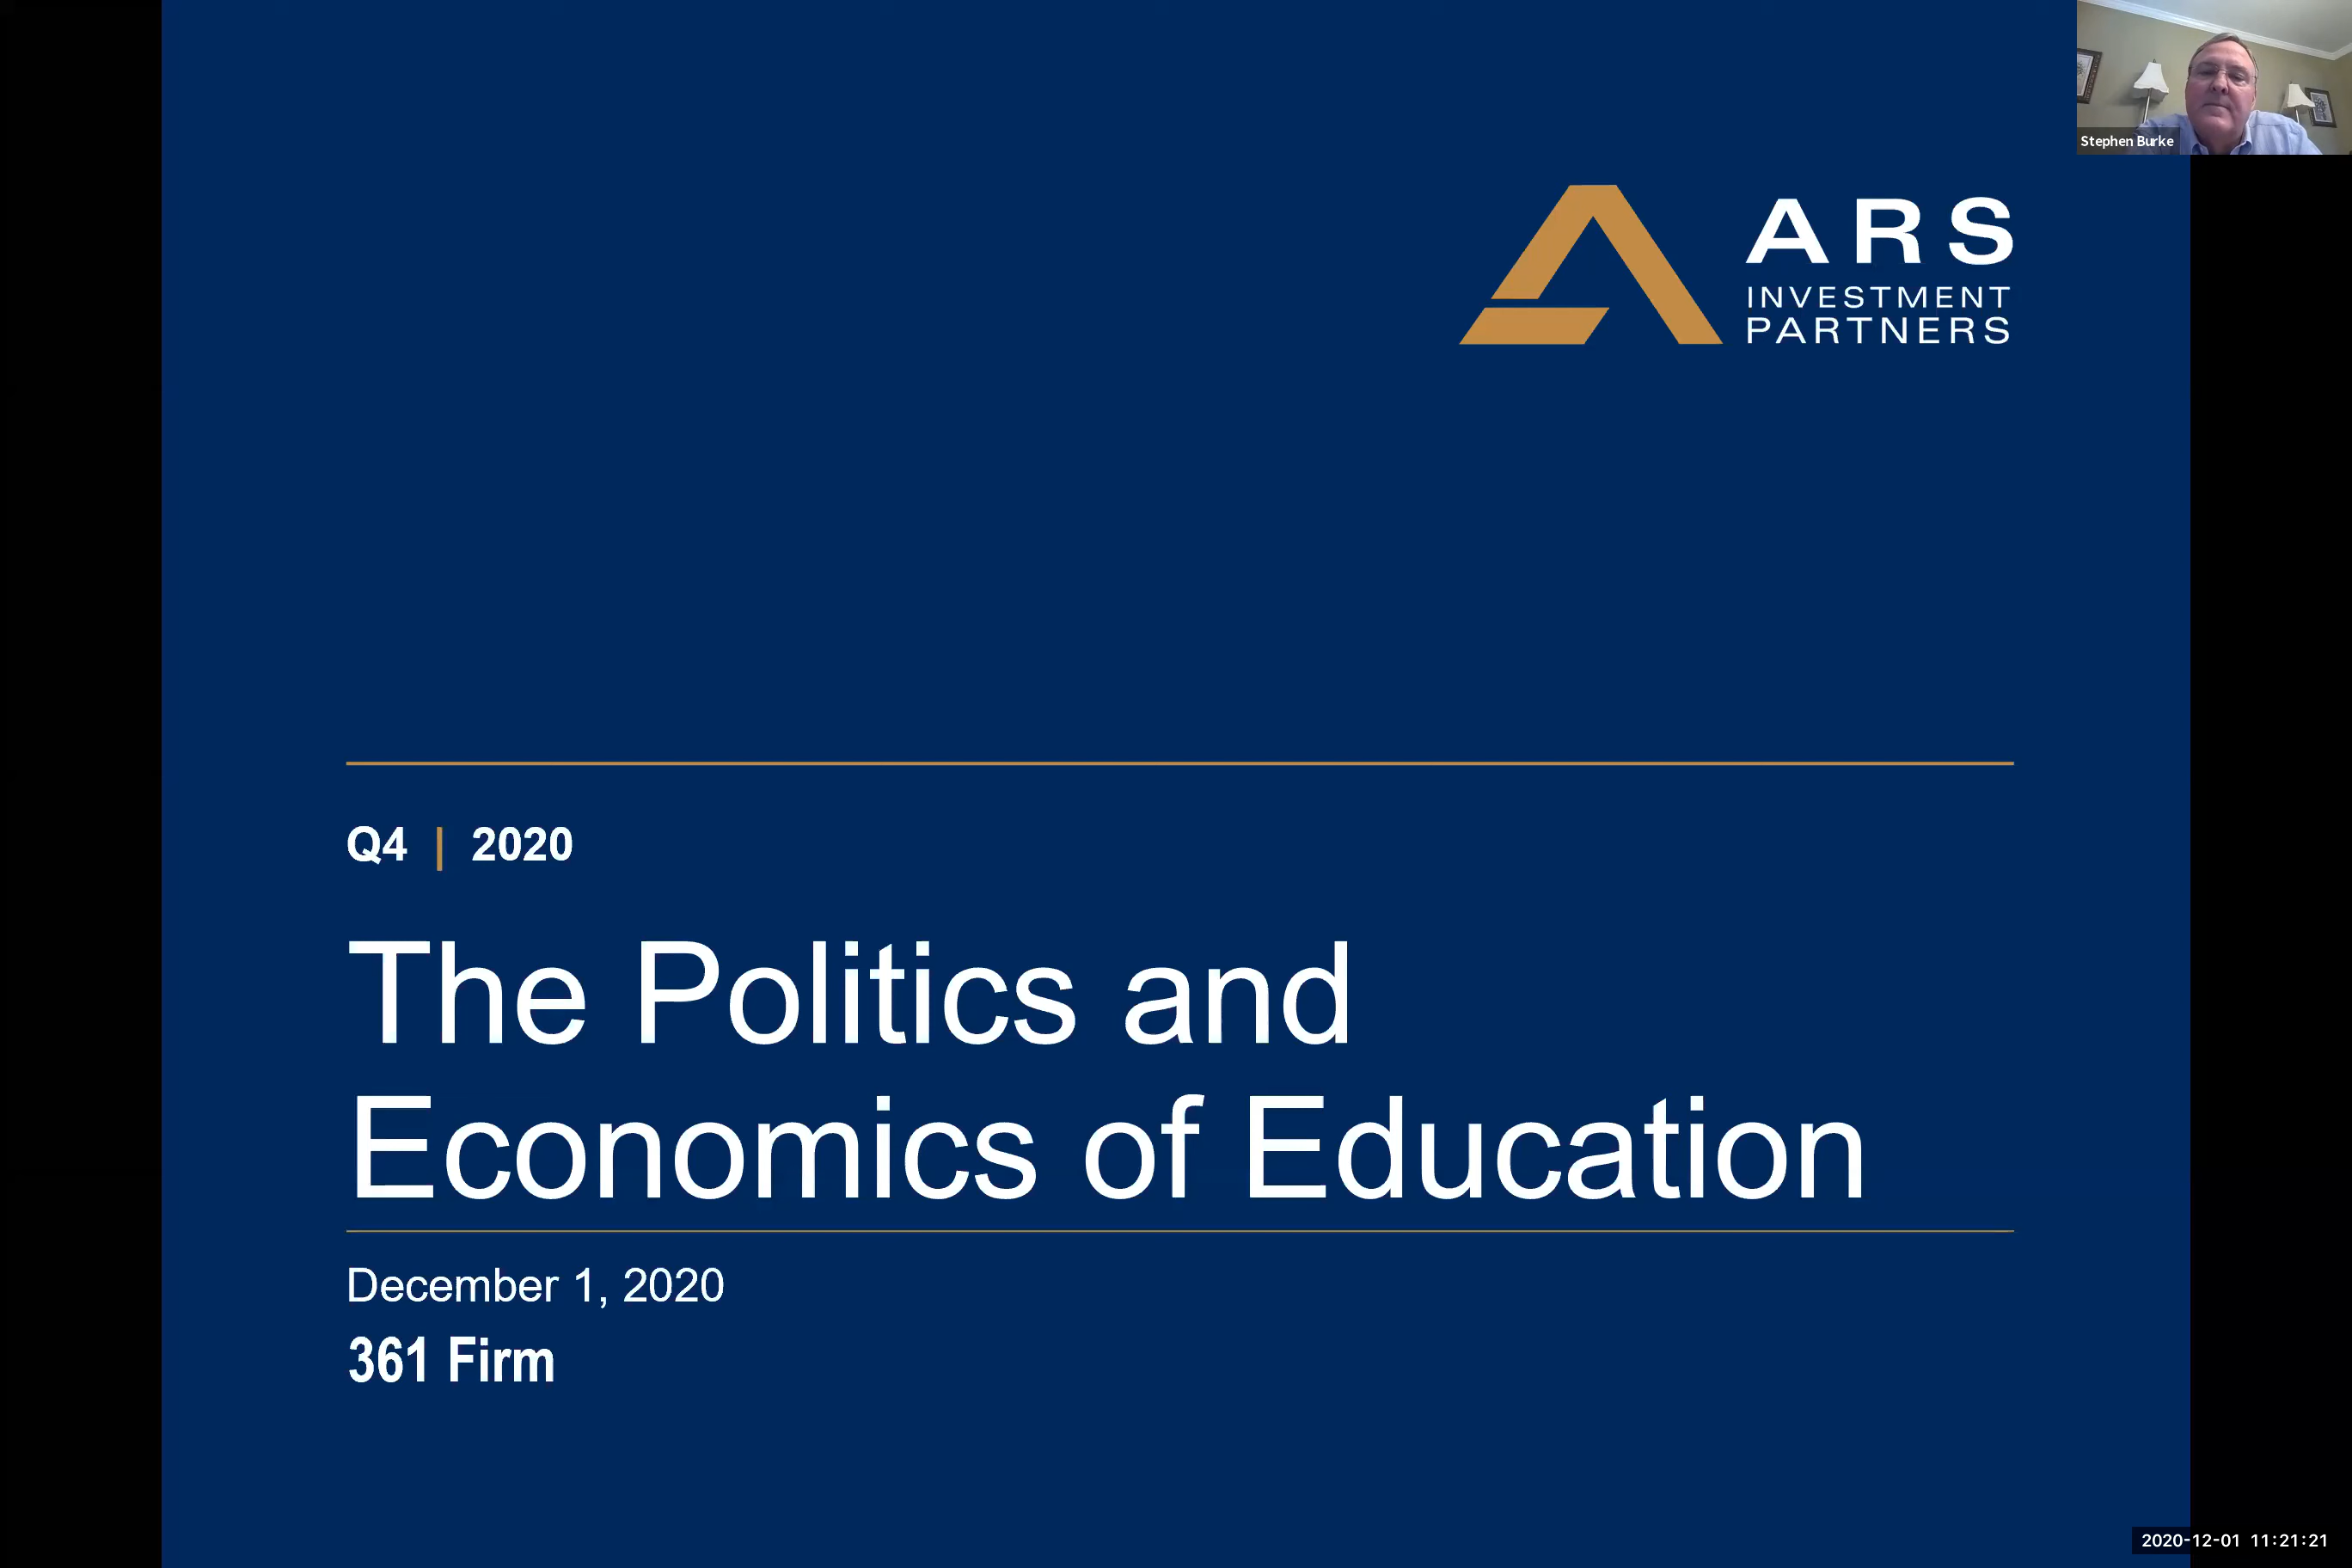 Stephen Burke
ARS
INVESTMENT
PARTNERS
Q4 | 2020
The Politics and
Economics of Education
December 1, 2020
361 Firm
2020-12-01 11:21:21